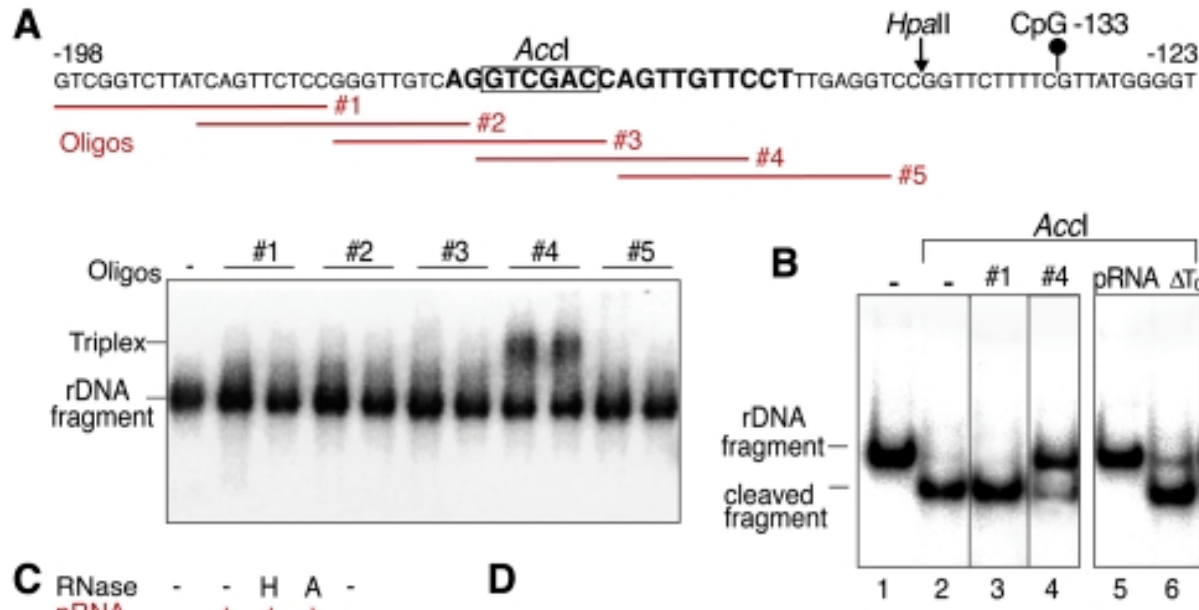 A
HpaII
CpG -133
-198
AccI
-123
GTCGGTCTTATCAGTTCTCCGGGTTGTCAGGTCGACCAGTTGTTCCTTTGAGGTCCGGTTCTTTTCGTTATGGGGT
#1
#2
Oligos
#3
#4
#5
Oligos - #1 #2 #3 #4 #5
Triplex
rDNA
fragment
B
AccI
- - #1 #4 pRNA
rDNA
fragment
cleaved
fragment
1 2 3 4 5 6
C
RNase - - H A -
D